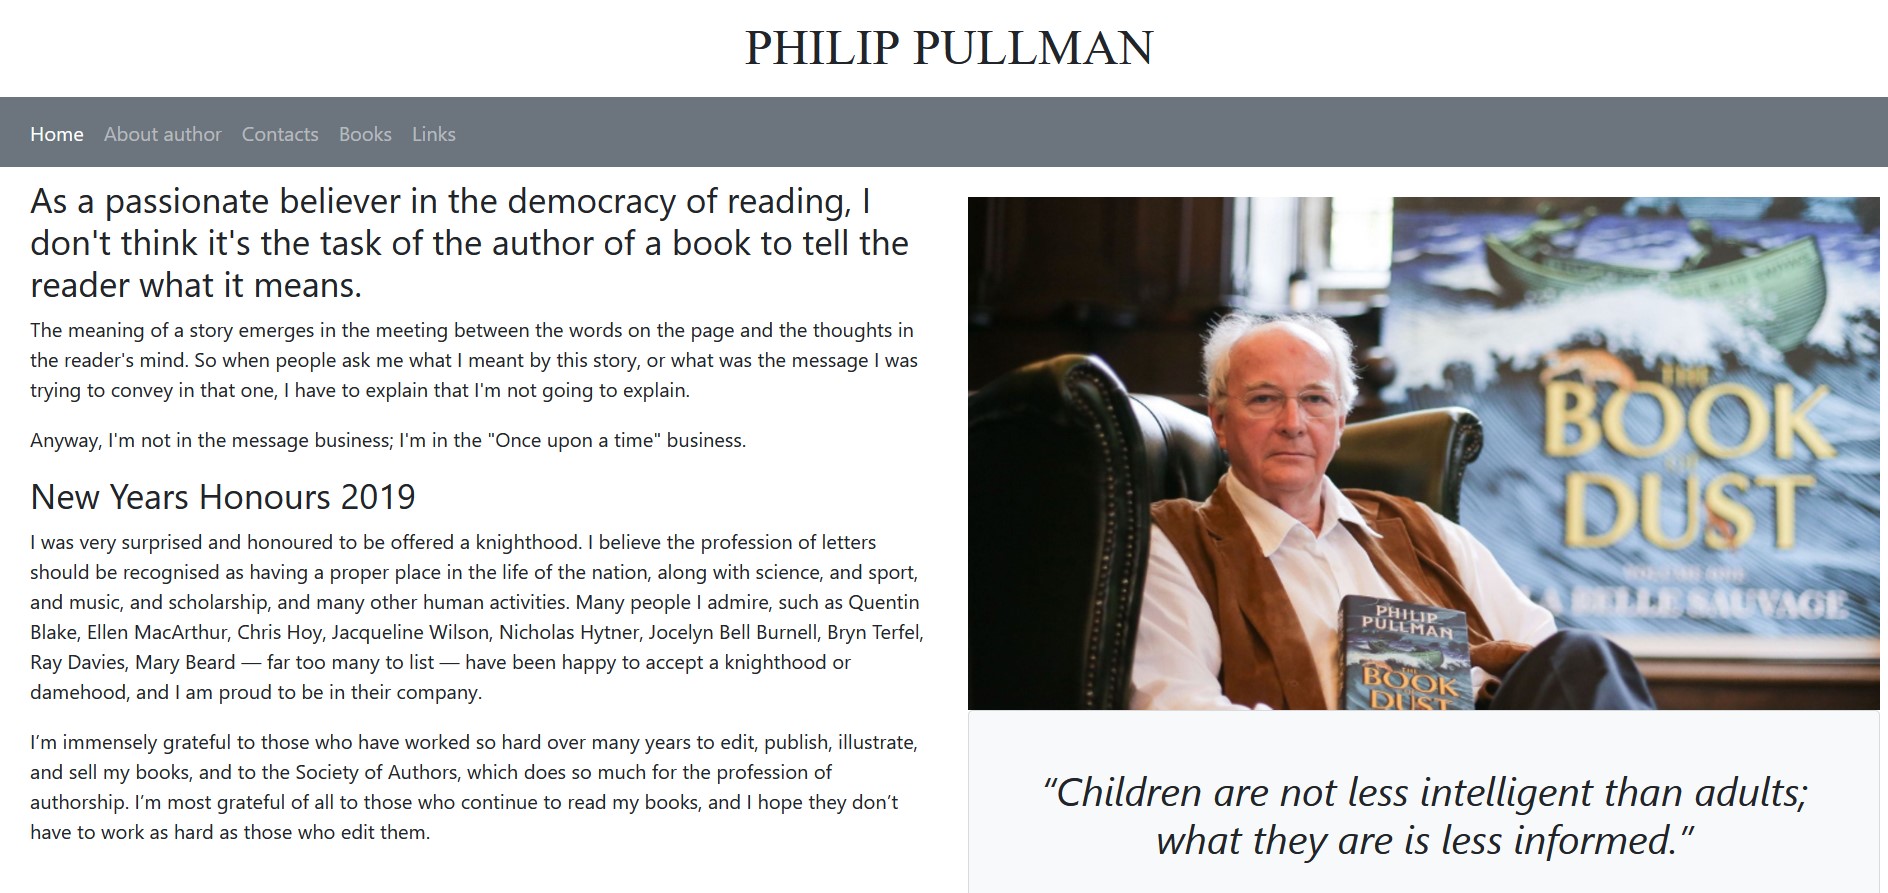 PHILIP PULLMAN
Home
About author
Contacts
Books
Links
As a passionate believer in the democracy of reading, I
don't think it's the task of the author of a book to tell the
reader what it means.
The meaning of a story emerges in the meeting between the words on the page and the thoughts in
the reader's mind. So when people ask me what I meant by this story, or what was the message I was
trying to convey in that one, I have to explain that I'm not going to explain.
Anyway, I'm not in the message business; I'm in the "Once upon a time" business.
New Years Honours 2019
I was very surprised and honoured to be offered a knighthood. I believe the profession of letters
should be recognised as having a proper place in the life of the nation, along with science, and sport,
and music, and scholarship, and many other human activities. Many people I admire, such as Quentin
Blake, Ellen MacArthur, Chris Hoy, Jacqueline Wilson, Nicholas Hytner, Jocelyn Bell Burnell, Bryn Terfel,
Ray Davies, Mary Beard — far too many to list — have been happy to accept a knighthood or
damehood, and I am proud to be in their company.
I’m immensely grateful to those who have worked so hard over many years to edit, publish, illustrate,
and sell my books, and to the Society of Authors, which does so much for the profession of
authorship. I’m most grateful of all to those who continue to read my books, and I hope they don’t
have to work as hard as those who edit them.
THE
BOOK
DUST
LA BELLE SAUVAGE
PHILIP
PULLMAN
THE
BOOK
DUST
“Children are not less intelligent than adults;
what they are is less informed.”